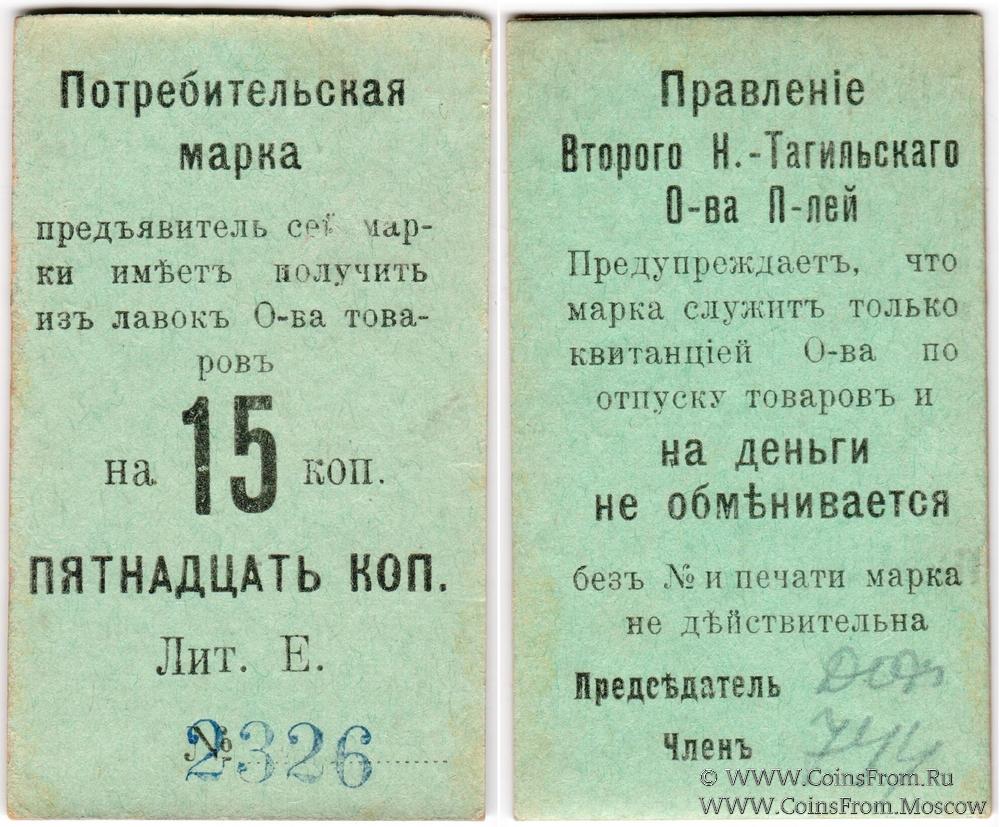 Потребительская
марка
предъявитель сей мар-
ки имѣетъ получить
изъ лавокъ О-ва това-
ровъ
на 15 коп.
ПЯТНАДЦАТЬ КОП.
Лит. Е.
№ 2326
Правленіе
Второго Н.-Тагильскаго
О-ва П-лей
Предупреждаетъ, что
марка служитъ только
квитанціей О-ва по
отпуску товаровъ и
на деньги
не обмѣнивается
безъ № и печати марка
не дѣйствительна
Предсѣдатель
Членъ
© WWW.CoinsFrom.Ru
WWW.CoinsFrom.Moscow